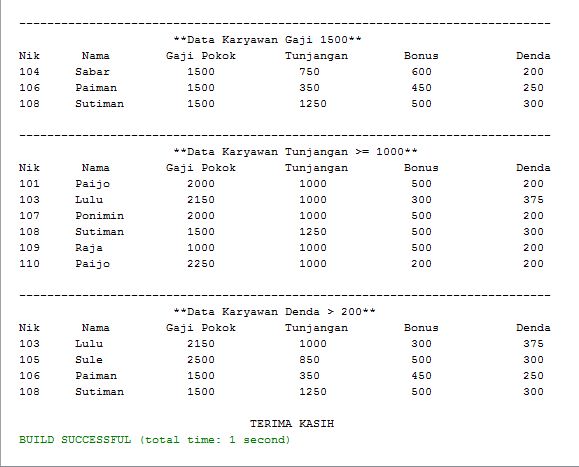 **Data Karyawan Gaji 1500**
Nik Nama Gaji Pokok Tunjangan Bonus Denda
104 Sabar 1500 750 600 200
106 Paiman 1500 350 450 250
108 Sutiman 1500 1250 500 300
**Data Karyawan Tunjangan >= 1000**
Nik Nama Gaji Pokok Tunjangan Bonus Denda
101 Paijo 2000 1000 500 200
103 Lulu 2150 1000 300 375
107 Ponimin 2000 1000 500 200
108 Sutiman 1500 1250 500 300
109 Raja 1000 1000 500 200
110 Paijo 2250 1000 200 200
**Data Karyawan Denda > 200**
Nik Nama Gaji Pokok Tunjangan Bonus Denda
103 Lulu 2150 1000 300 375
105 Sule 2500 850 500 300
106 Paiman 1500 350 450 250
108 Sutiman 1500 1250 500 300
TERIMA KASIH
BUILD SUCCESSFUL (total time: 1 second)